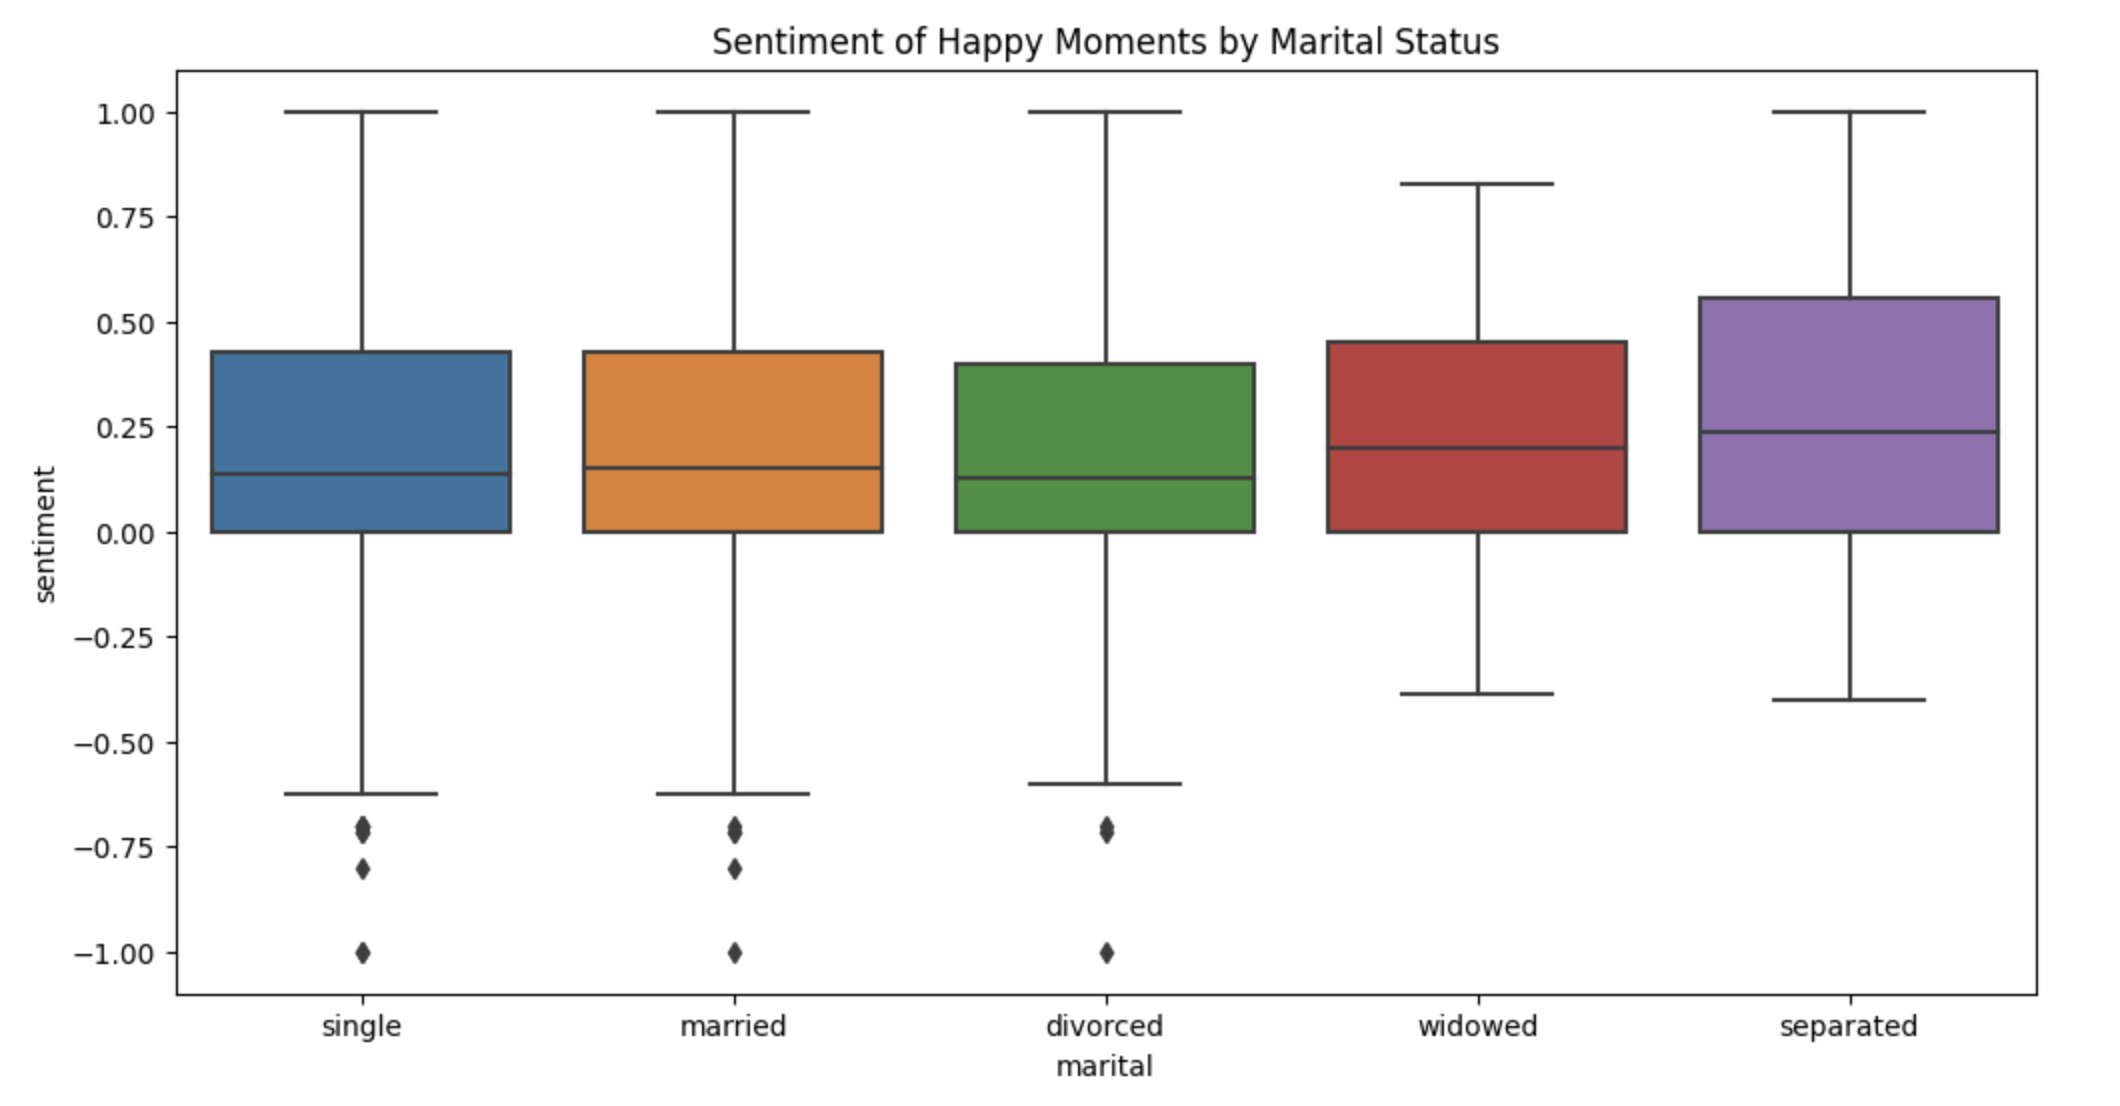 Sentiment of Happy Moments by Marital Status
1.00
0.75
0.50
0.25
0.00
−0.25
−0.50
−0.75
−1.00
sentiment
single married divorced widowed separated
marital